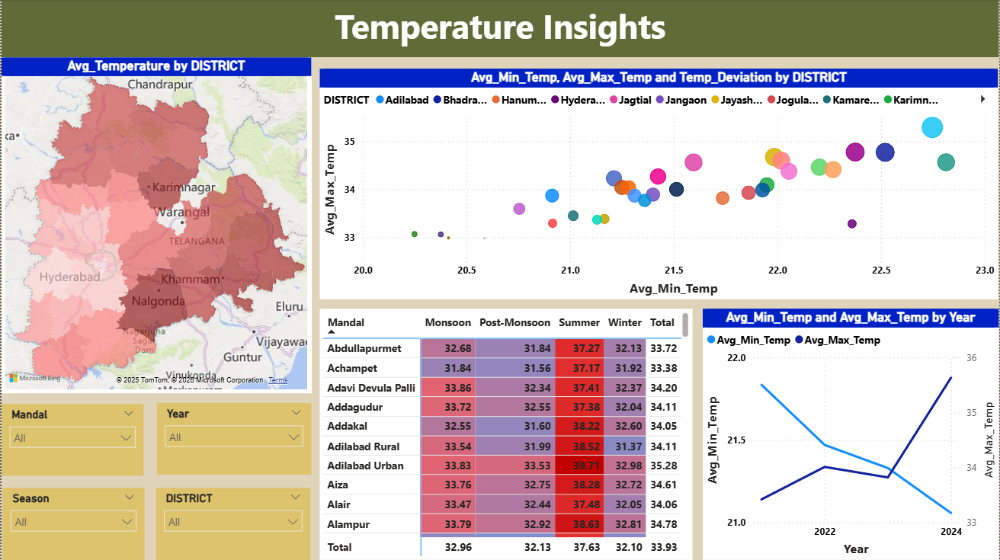 Temperature Insights
Avg_Temperature by DISTRICT
Chandrapur
ka
Karimnagar
Warangal
TELANGANA
Hyderabad
Khammam
Nalgonda
Eluru
Nagarjuna
Sagar
Dam
Vijayawa
Guntur
Vinukonda
Microsoft Bing
© 2025 TomTom, © 2026 Microsoft Corporation Terms
Avg_Min_Temp, Avg_Max_Temp and Temp_Deviation by DISTRICT
DISTRICT Adilabad Bhadra... Hanum... Hydera... Jagtial Jangaon Jayash... Jogula... Kamare... Karimn...
Avg_Max_Temp
35
34
33
20.0 20.5 21.0 21.5 22.0 22.5 23.0
Avg_Min_Temp
Mandal Monsoon Post-Monsoon Summer Winter Total
Abdullapurmet 32.68 31.84 37.27 32.13 33.72
Achampet 31.84 31.56 37.17 31.92 33.38
Adavi Devula Palli 33.86 32.34 37.41 32.37 34.20
Addagudur 33.72 32.55 37.38 32.04 34.11
Addakal 32.55 31.60 38.22 32.60 34.05
Adilabad Rural 33.54 31.99 38.52 31.37 34.11
Adilabad Urban 33.83 33.53 39.71 32.98 35.28
Aiza 33.76 32.75 38.28 32.72 34.61
Alair 33.47 32.44 37.48 32.05 34.06
Alampur 33.79 32.92 38.63 32.81 34.78
Total 32.96 32.13 37.63 32.10 33.93
Avg_Min_Temp and Avg_Max_Temp by Year
Avg_Min_Temp Avg_Max_Temp
Avg_Min_Temp
22.0
21.5
21.0
36
35
34
33
Avg_Max_Temp
2022 2024
Year
Mandal
All
Year
All
Season
All
DISTRICT
All